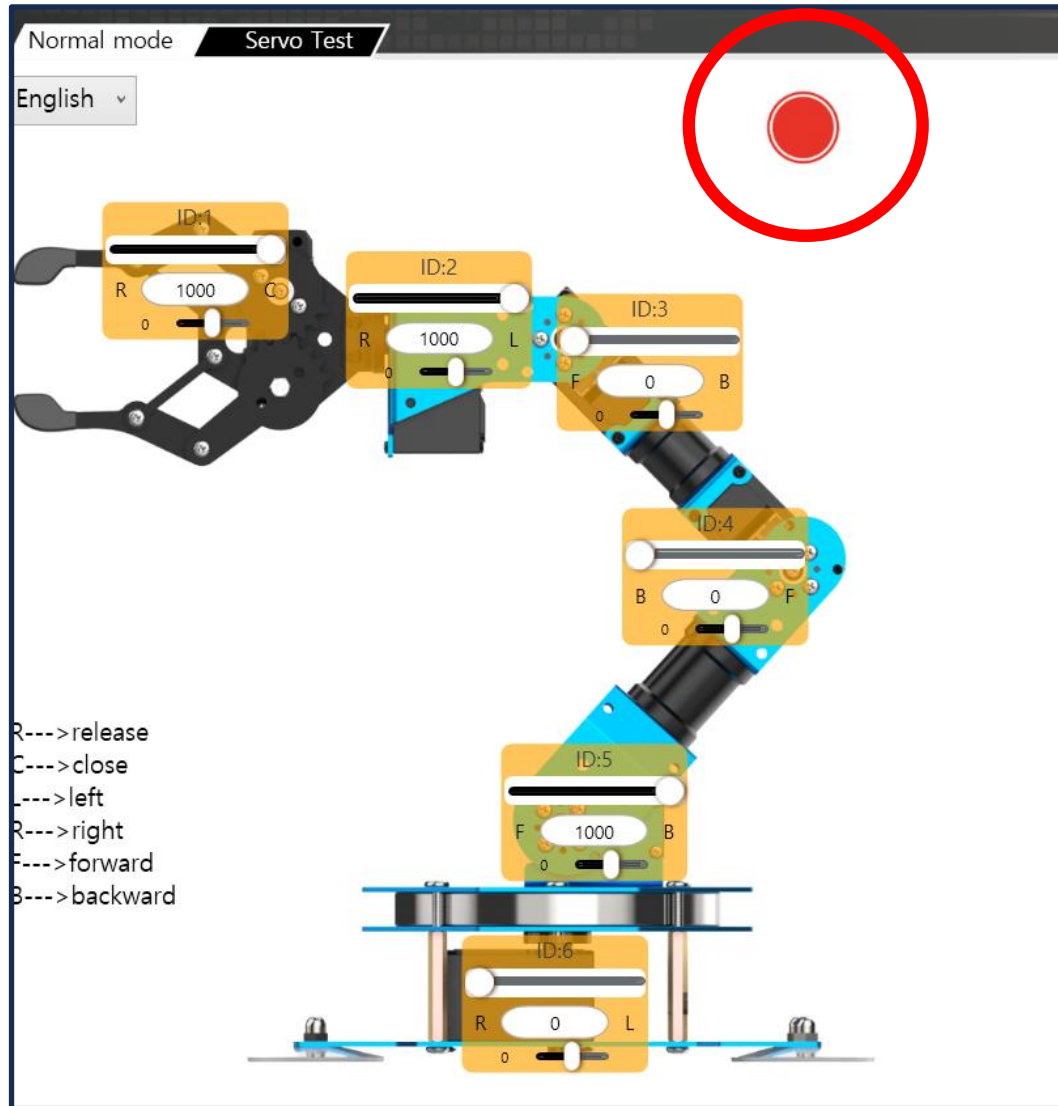 Normal mode
Servo Test
English
ID:1
R 1000 C
0
ID:2
R 1000 L
0
ID:3
F 0 B
0
ID:4
B 0 F
0
R--->release
C--->close
L--->left
R--->right
F--->forward
B--->backward
ID:5
F 1000 B
0
ID:6
R 0 L
0